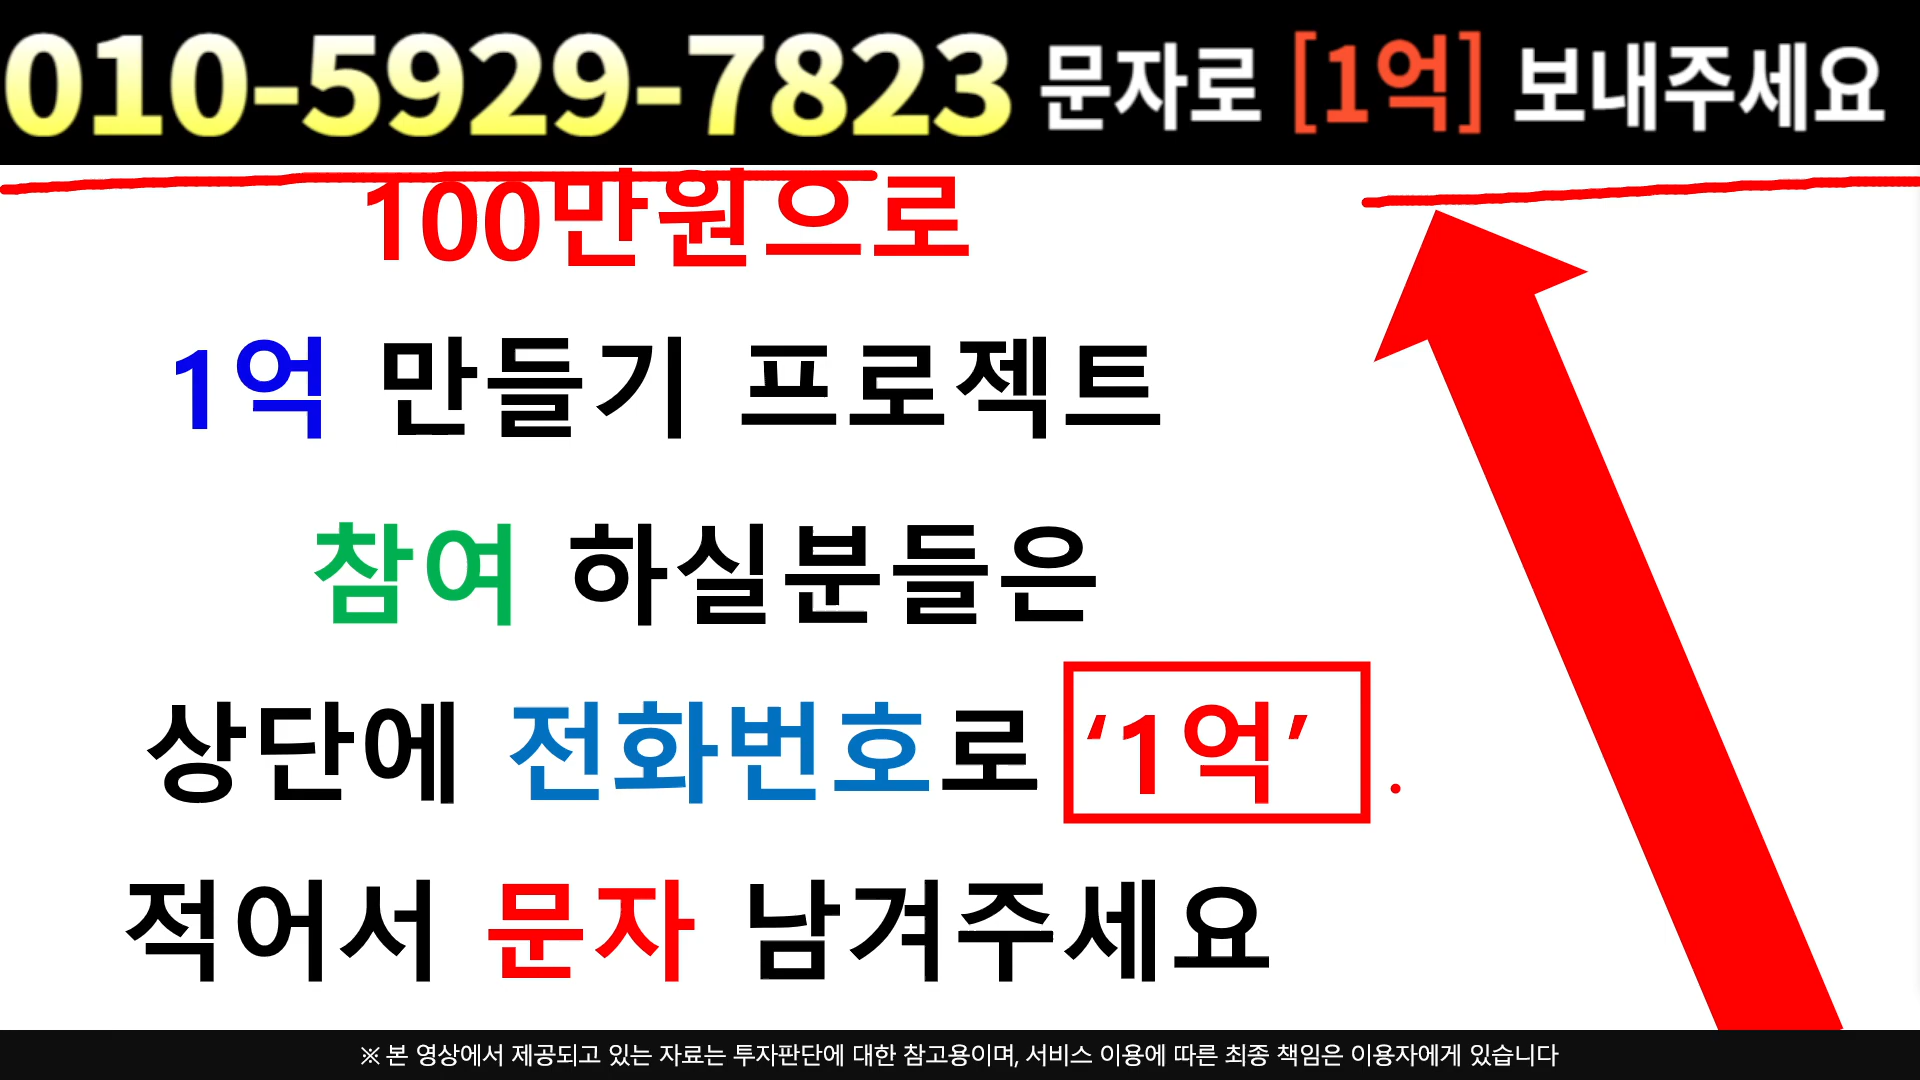 010-5929-7823 문자로 [1억] 보내주세요
100만원으로
1억 만들기 프로젝트
참여 하실분들은
상단에 전화번호로 ‘1억’ .
적어서 문자 남겨주세요
※ 본 영상에서 제공되고 있는 자료는 투자판단에 대한 참고용이며, 서비스 이용에 따른 최종 책임은 이용자에게 있습니다